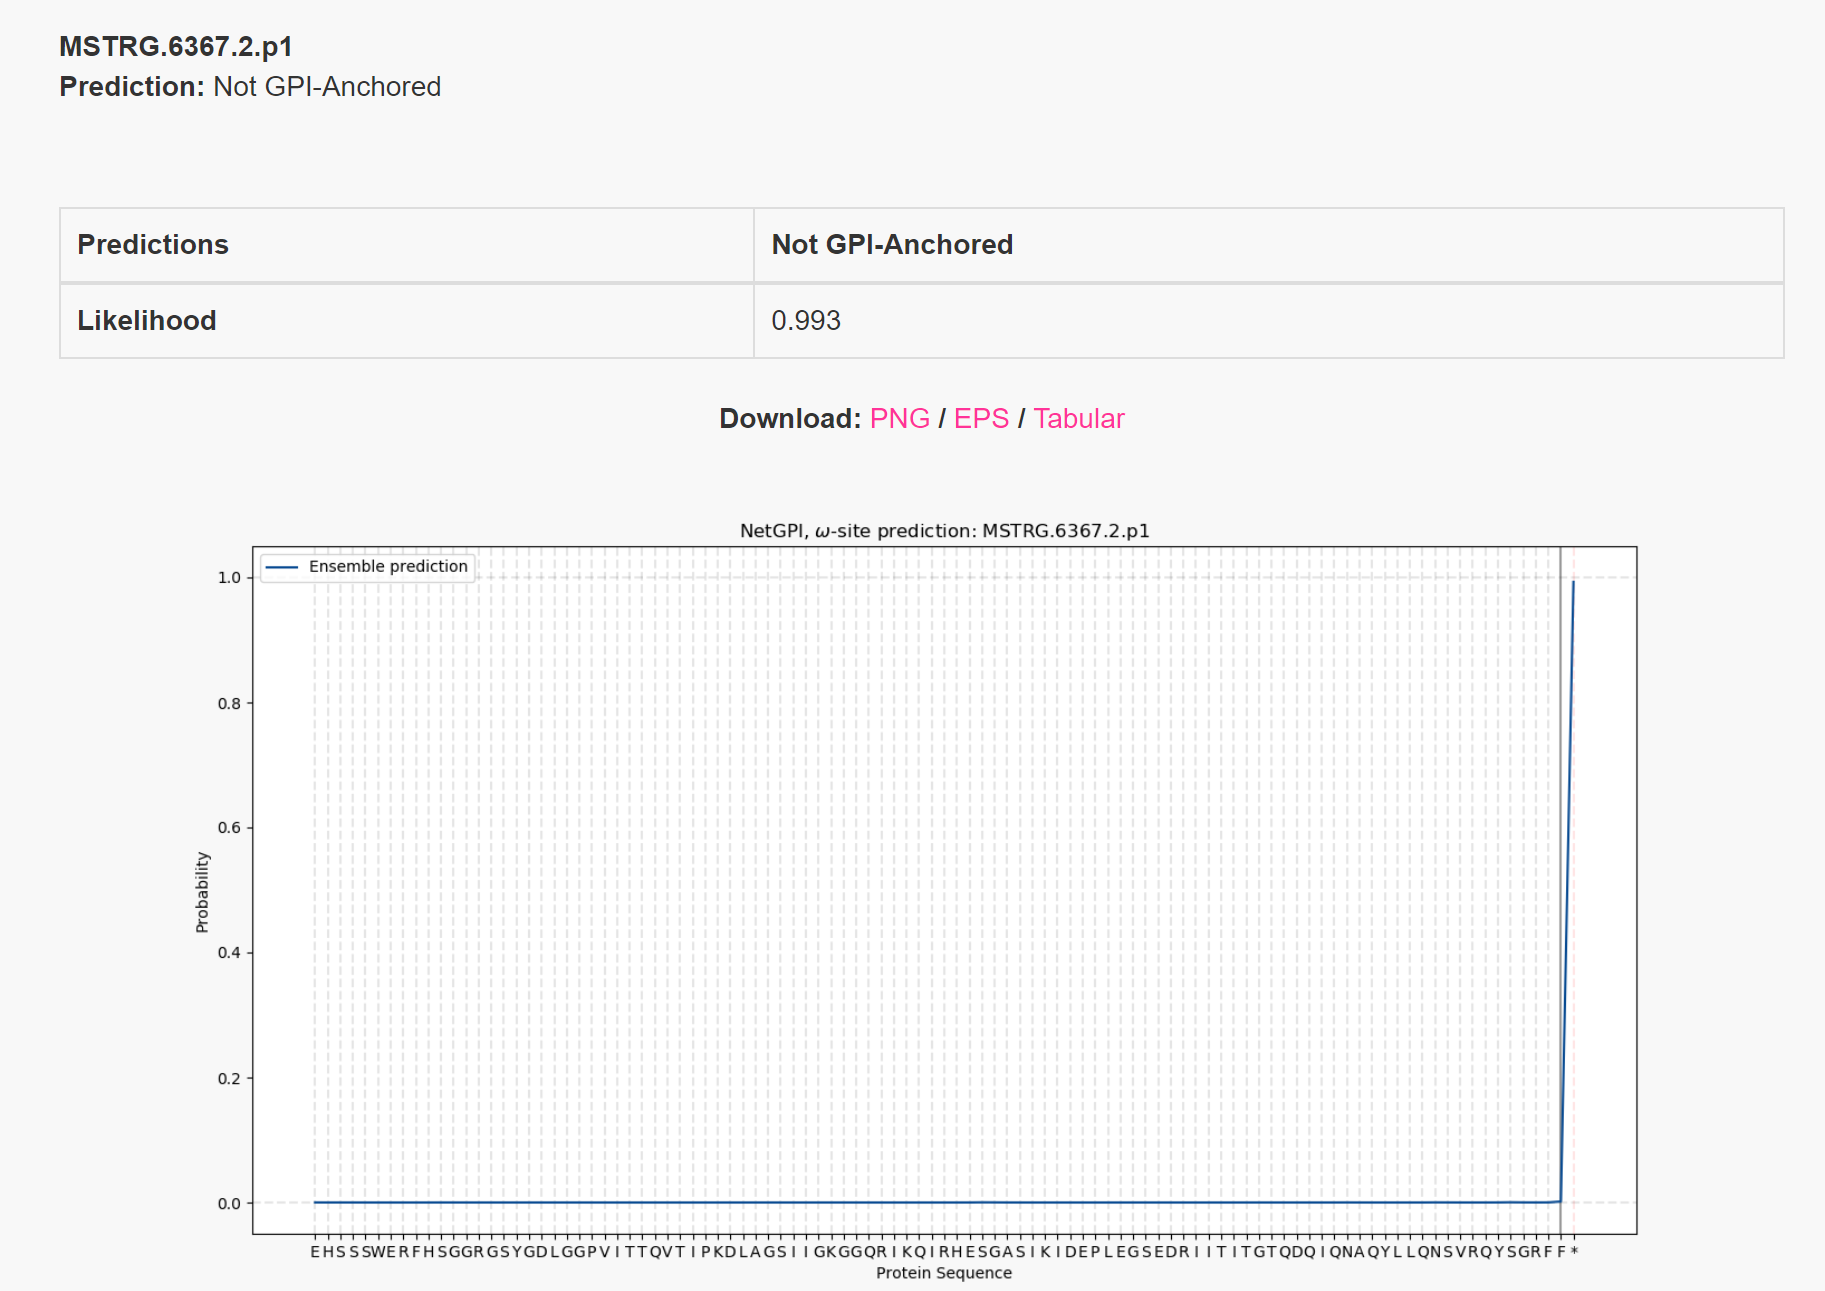 MSTRG.6367.2.p1
Prediction: Not GPI-Anchored
Predictions Not GPI-Anchored
Likelihood 0.993
Download: PNG / EPS / Tabular
NetGPI, ω-site prediction: MSTRG.6367.2.p1
Ensemble prediction
1.0
0.8
0.6
0.4
0.2
0.0
Probability
EHSSSWERFHSGGRGSYGDLGGPVITTQVTIPKDLAGSIIGKGGQRIKQIRHESGASIKIDEPLEGSEDRIITITGTQDQIQNAQYLLQNSVRQYSGRFF*
Protein Sequence